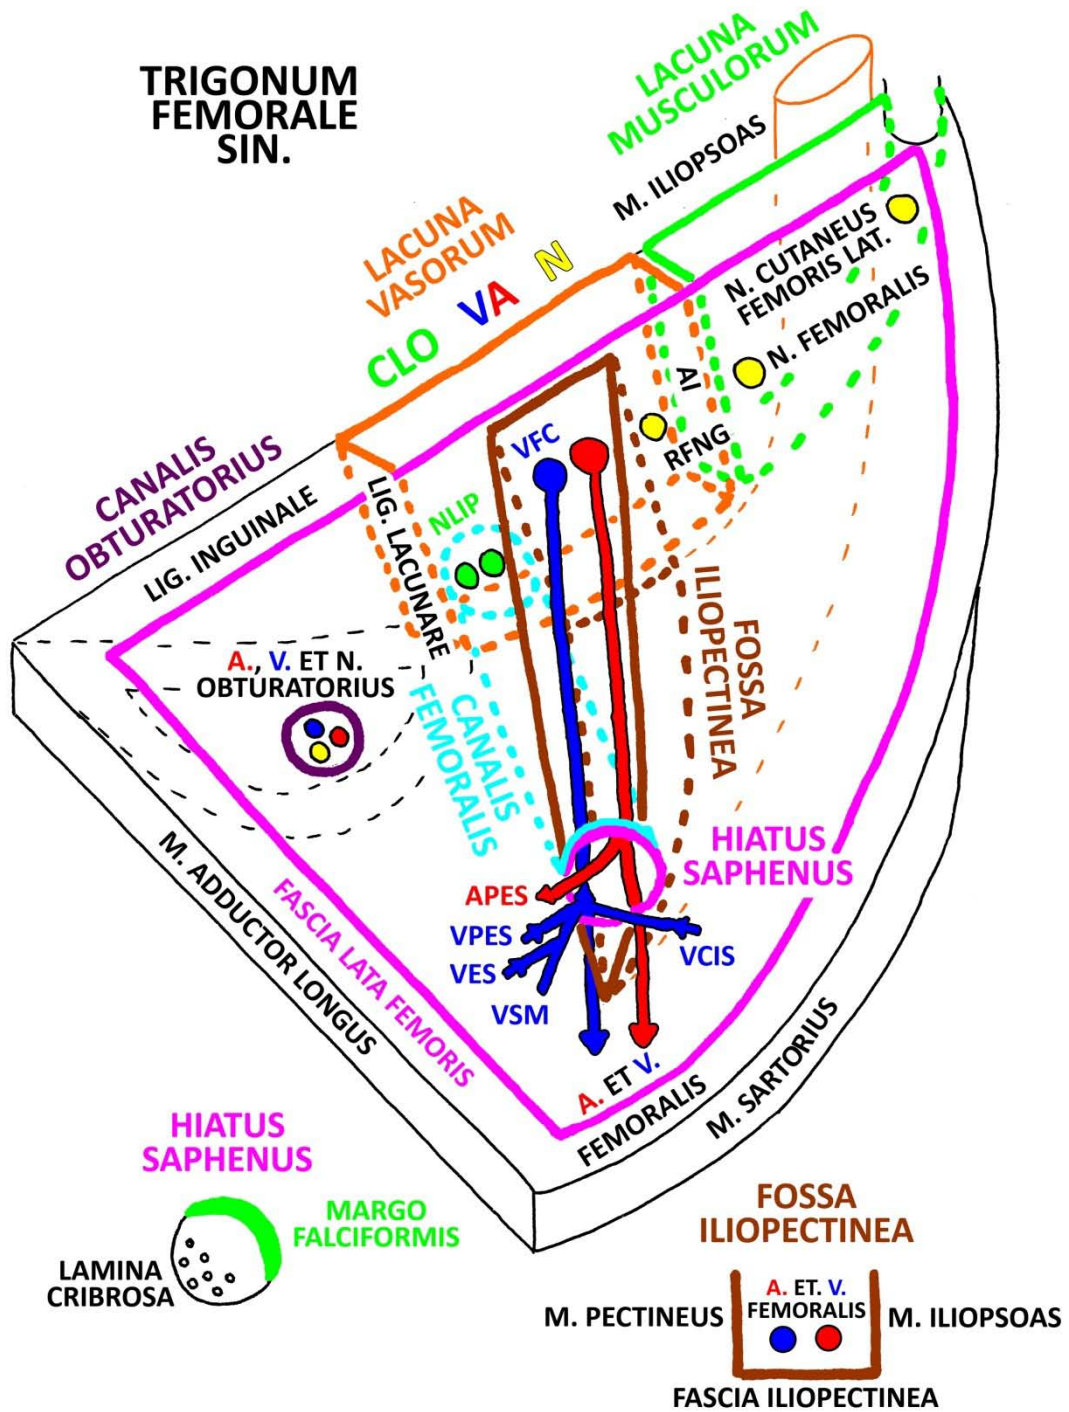 TRIGONUM
FEMORALE
SIN.
LACUNA
MUSCULORUM
M. ILIOPSOAS
LACUNA
VASORUM
CLO VA N
N. CUTANEUS
FEMORIS LAT.
N. FEMORALIS
AI
RFNG
VFC
NLIP
CANALIS
OBTURATORIUS
LIG. INGUINALE
LIG. LACUNARE
A., V. ET N.
OBTURATORIUS
CANALIS
FEMORALIS
FOSSA
ILIOPECTINEA
HIATUS
SAPHENUS
APES
VPES
VES
VSM
VCIS
M. ADDUCTOR LONGUS
FASCIA LATA FEMORIS
A. ET V.
FEMORALIS
M. SARTORIUS
HIATUS
SAPHENUS
MARGO
FALCIFORMIS
LAMINA
CRIBROSA
FOSSA
ILIOPECTINEA
A. ET. V.
FEMORALIS
M. PECTINEUS
M. ILIOPSOAS
FASCIA ILIOPECTINEA